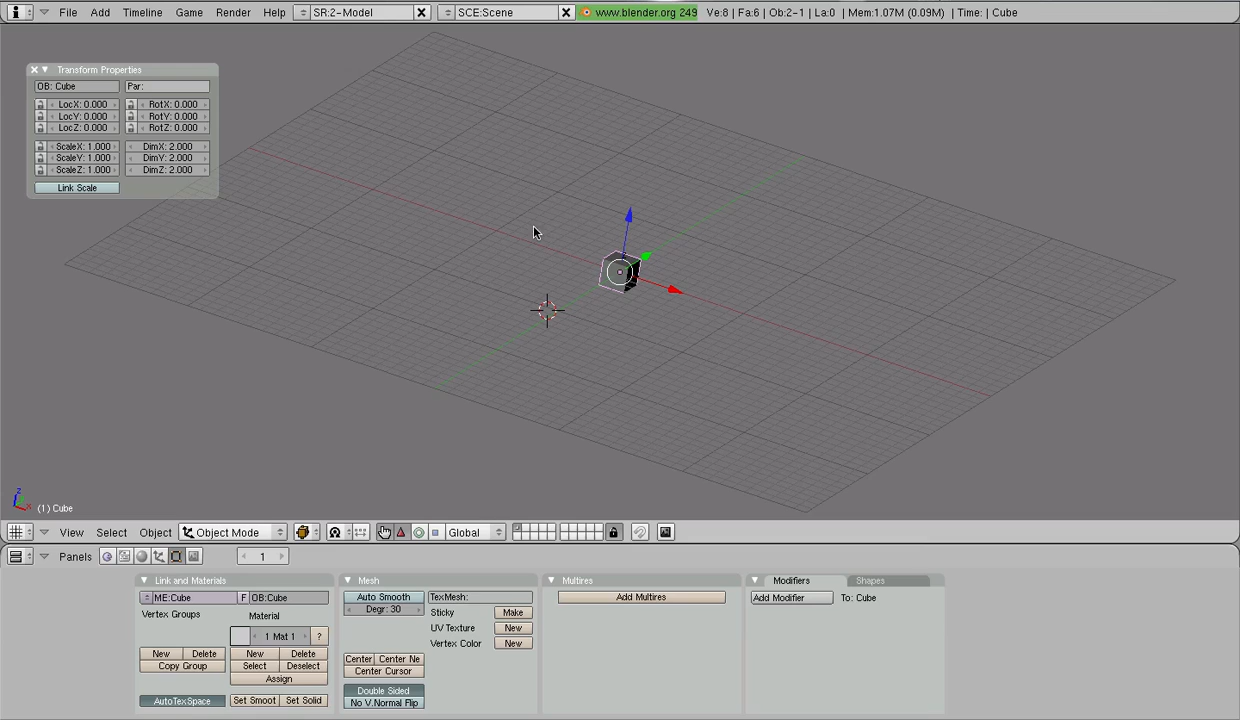 File Add Timeline Game Render Help SR:2-Model SCE:Scene www.blender.org 249 Ve:8 | Fa:6 | Ob:2-1 | La:0 | Mem:1.07M (0.09M) | Time: | Cube
Transform Properties
OB: Cube Par:
LocX: 0.000 RotX: 0.000
LocY: 0.000 RotY: 0.000
LocZ: 0.000 RotZ: 0.000
ScaleX: 1.000 DimX: 2.000
ScaleY: 1.000 DimY: 2.000
ScaleZ: 1.000 DimZ: 2.000
Link Scale
z
x
(1) Cube
View Select Object Object Mode Global
Panels 1
Link and Materials Mesh Multires Modifiers Shapes
ME:Cube F OB:Cube Auto Smooth TexMesh: Add Multires Add Modifier To: Cube
Vertex Groups Material Degr: 30 Sticky Make
1 Mat 1 ? UV Texture New
Vertex Color New
New Delete New Delete Center Center Ne
Copy Group Select Deselect Center Cursor
Assign
Double Sided
AutoTexSpace Set Smoot Set Solid No V.Normal Flip